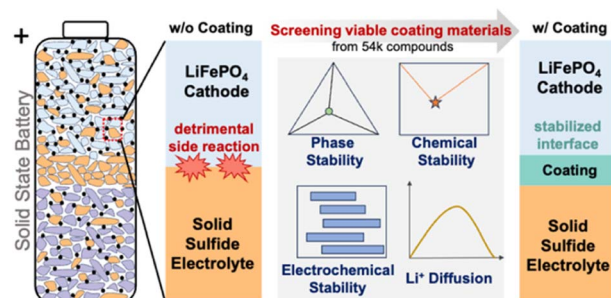 +
Solid State Battery
w/o Coating
LiFePO₄
Cathode
detrimental
side reaction
Solid
Sulfide
Electrolyte
Screening viable coating materials
from 54k compounds
Phase
Stability
Chemical
Stability
Electrochemical
Stability
Li⁺ Diffusion
w/ Coating
LiFePO₄
Cathode
stabilized
interface
Coating
Solid
Sulfide
Electrolyte